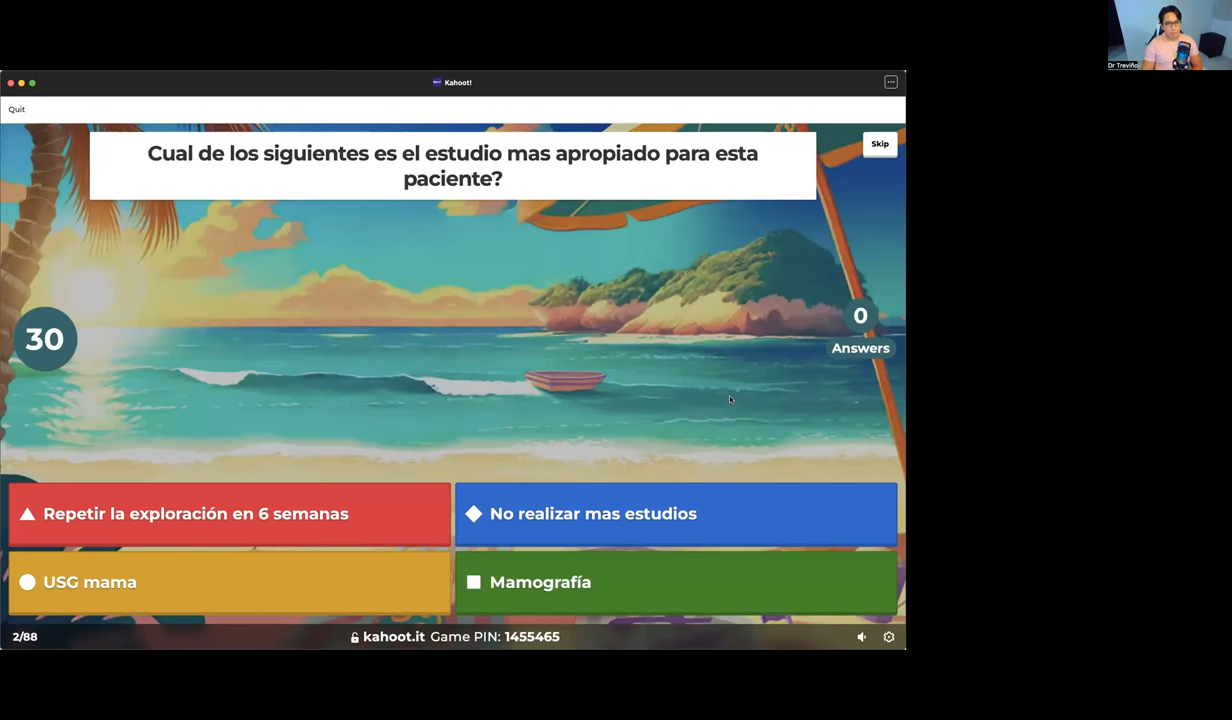 Dr Treviño
Kahoot!
Quit
Cual de los siguientes es el estudio mas apropiado para esta
paciente?
Skip
30
0
Answers
Repetir la exploración en 6 semanas
No realizar mas estudios
USG mama
Mamografía
2/88
kahoot.it Game PIN: 1455465